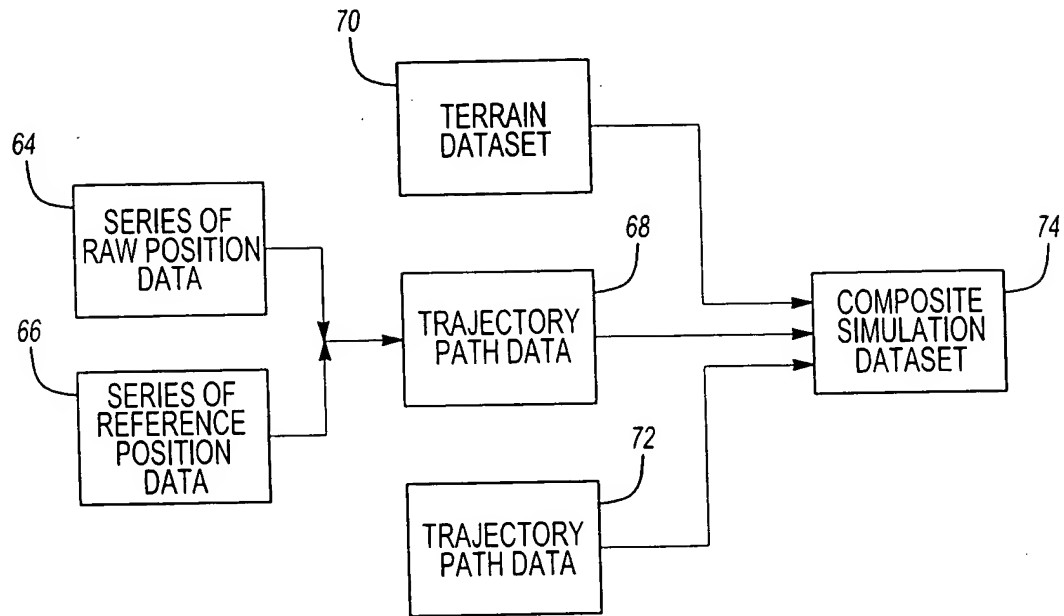 70
TERRAIN
DATASET
64
SERIES OF
RAW POSITION
DATA
66
SERIES OF
REFERENCE
POSITION
DATA
68
TRAJECTORY
PATH DATA
72
TRAJECTORY
PATH DATA
74
COMPOSITE
SIMULATION
DATASET